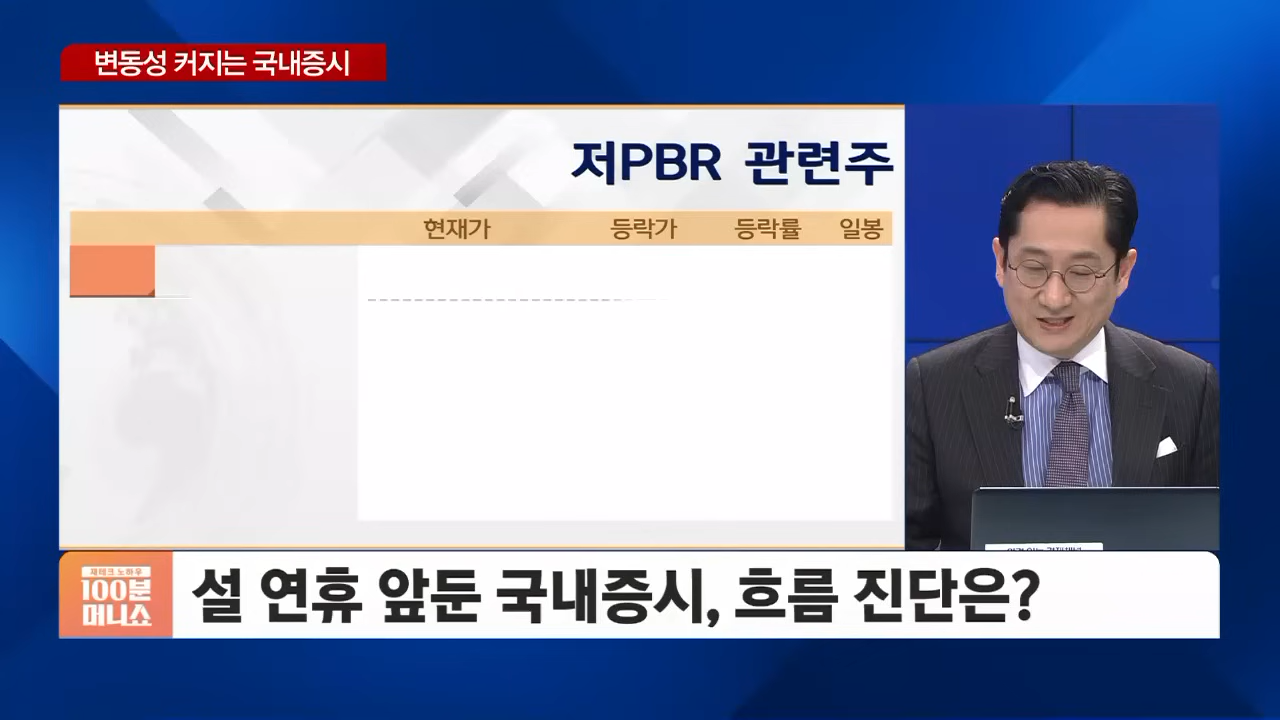 변동성 커지는 국내증시
저PBR 관련주
현재가 등락가 등락률 일봉
재테크 노하우
100분
머니쇼
설 연휴 앞둔 국내증시, 흐름 진단은?